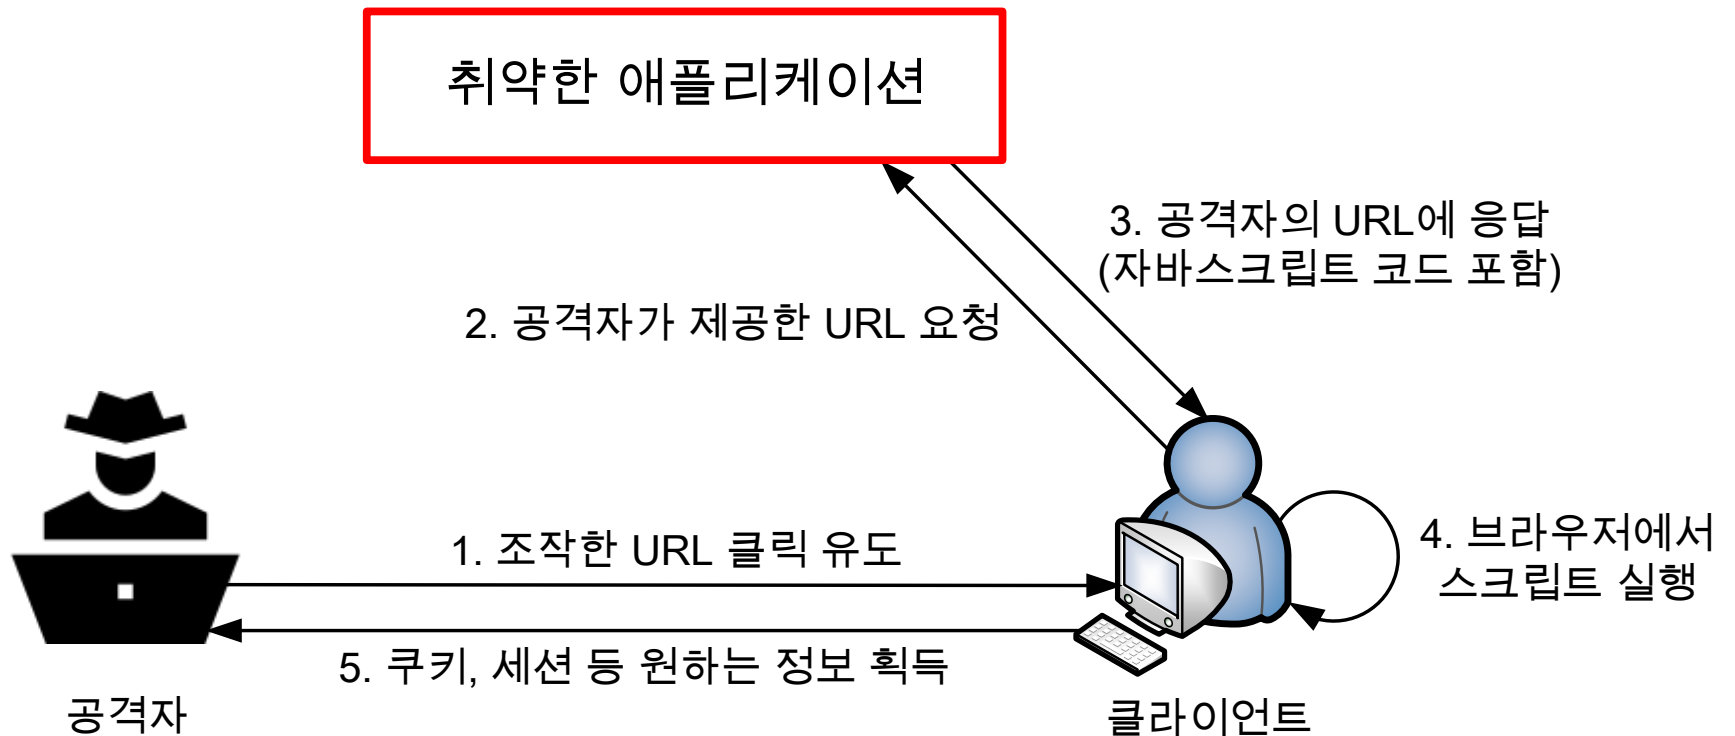 취약한 애플리케이션
3. 공격자의 URL에 응답
(자바스크립트 코드 포함)
2. 공격자가 제공한 URL 요청
1. 조작한 URL 클릭 유도
4. 브라우저에서
스크립트 실행
5. 쿠키, 세션 등 원하는 정보 획득
공격자
클라이언트